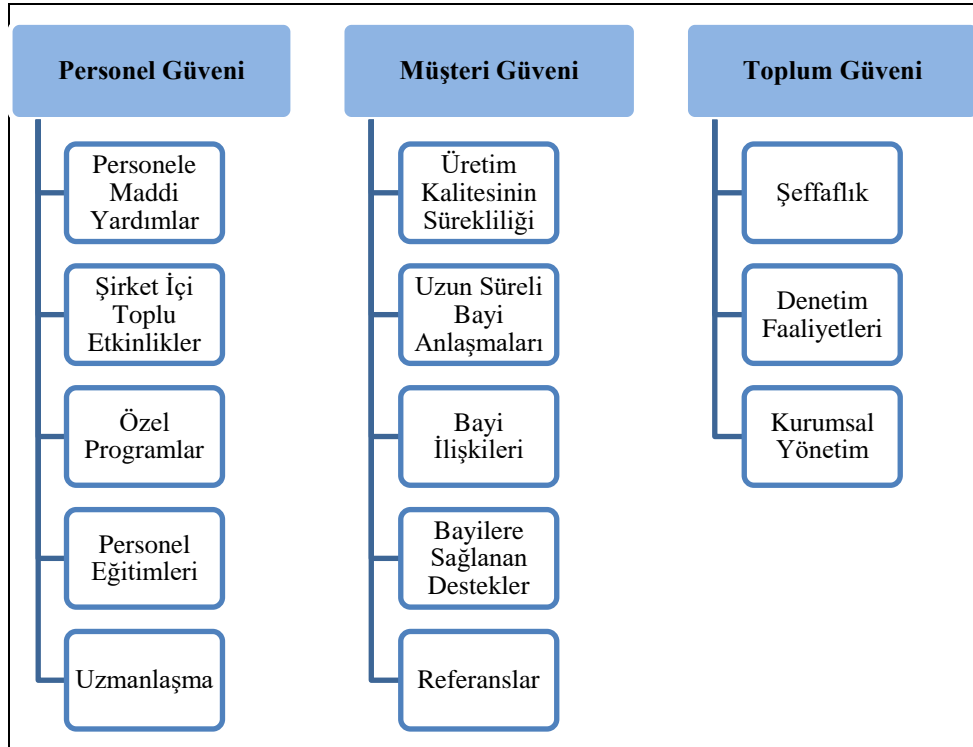 Personel Güveni
Personele
Maddi
Yardımlar
Şirket İçi
Toplu
Etkinlikler
Özel
Programlar
Personel
Eğitimleri
Uzmanlaşma
Müşteri Güveni
Üretim
Kalitesinin
Sürekliliği
Uzun Süreli
Bayi
Anlaşmaları
Bayi
İlişkileri
Bayilere
Sağlanan
Destekler
Referanslar
Toplum Güveni
Şeffaflık
Denetim
Faaliyetleri
Kurumsal
Yönetim